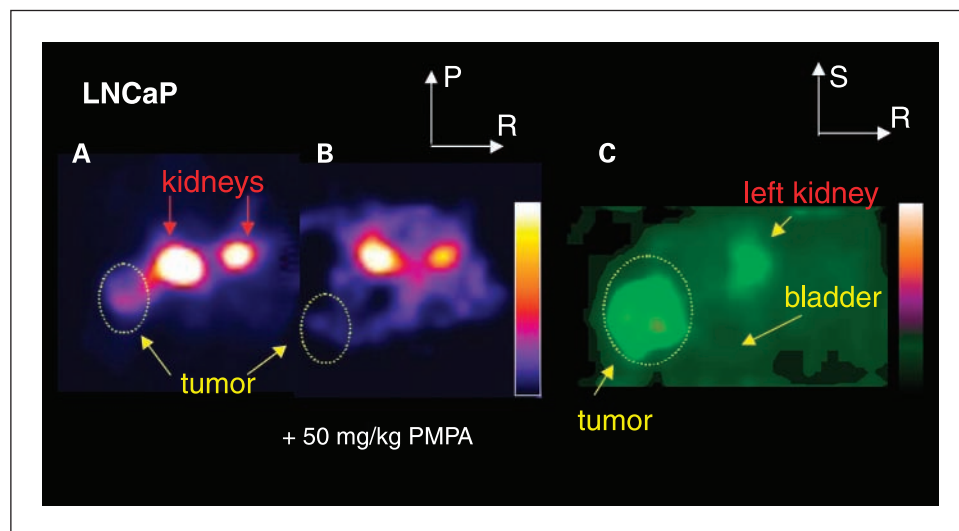 LNCaP
P
R
S
R
A
B
C
kidneys
left kidney
bladder
tumor
tumor
+ 50 mg/kg PMPA